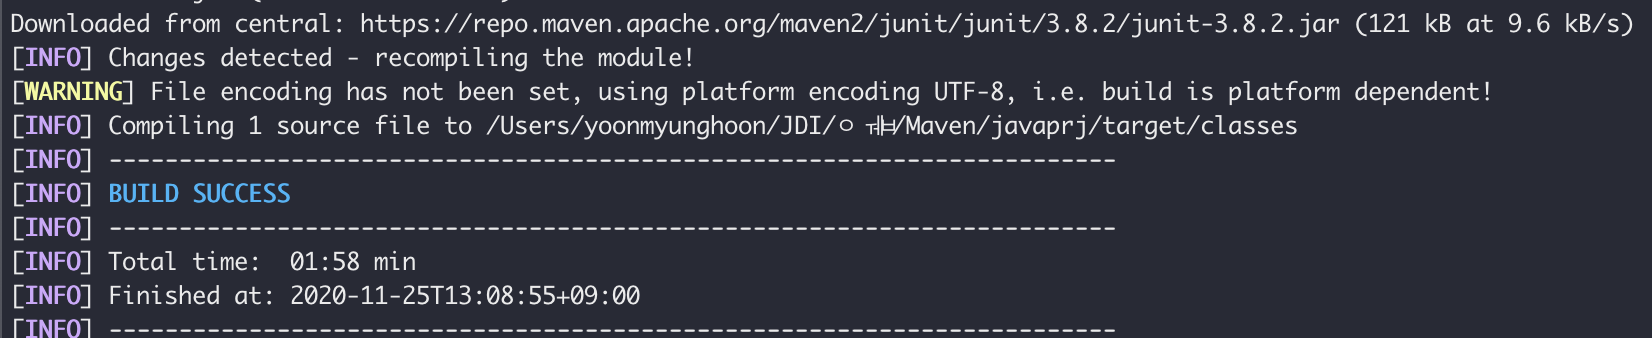 Downloaded from central: https://repo.maven.apache.org/maven2/junit/junit/3.8.2/junit-3.8.2.jar (121 kB at 9.6 kB/s)
[INFO] Changes detected - recompiling the module!
[WARNING] File encoding has not been set, using platform encoding UTF-8, i.e. build is platform dependent!
[INFO] Compiling 1 source file to /Users/yoonmyunghoon/JDI/ /Maven/javaprj/target/classes
[INFO] ------------------------------------------------------------------------
[INFO] BUILD SUCCESS
[INFO] ------------------------------------------------------------------------
[INFO] Total time:  01:58 min
[INFO] Finished at: 2020-11-25T13:08:55+09:00
[INFO] ------------------------------------------------------------------------